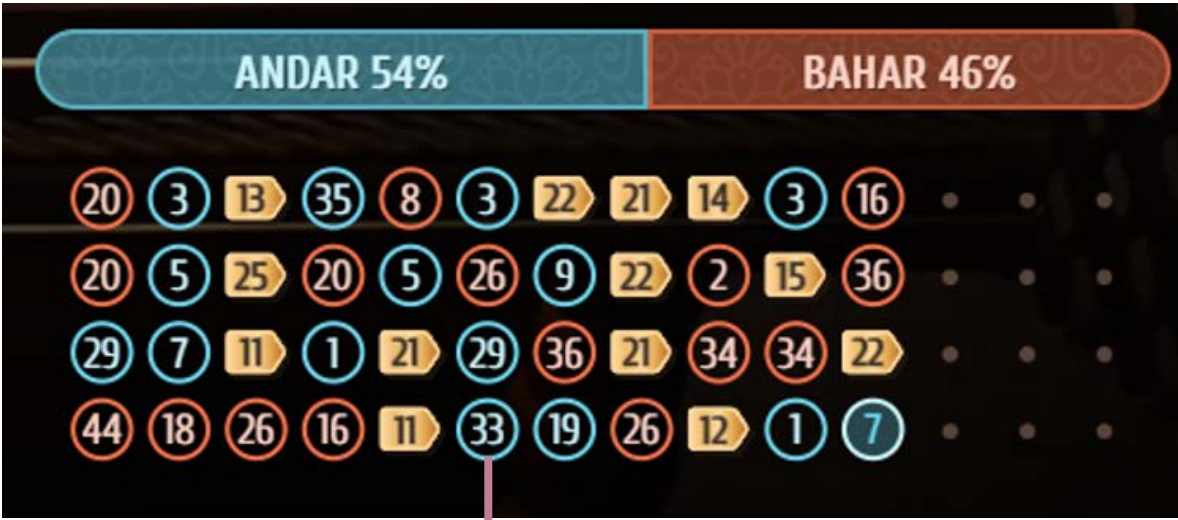 ANDAR 54% BAHAR 46%
20 3 13 35 8 3 22 21 14 3 16
20 5 25 20 5 26 9 22 2 15 36
29 7 11 1 21 29 36 21 34 34 22
44 18 26 16 11 33 19 26 12 1 7